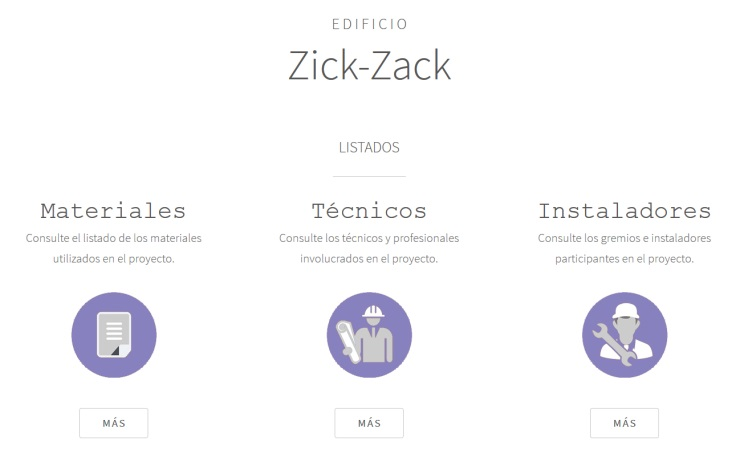 EDIFICIO
Zick-Zack
LISTADOS
Materiales
Consulte el listado de los materiales
utilizados en el proyecto.
MÁS
Técnicos
Consulte los técnicos y profesionales
involucrados en el proyecto.
MÁS
Instaladores
Consulte los gremios e instaladores
participantes en el proyecto.
MÁS